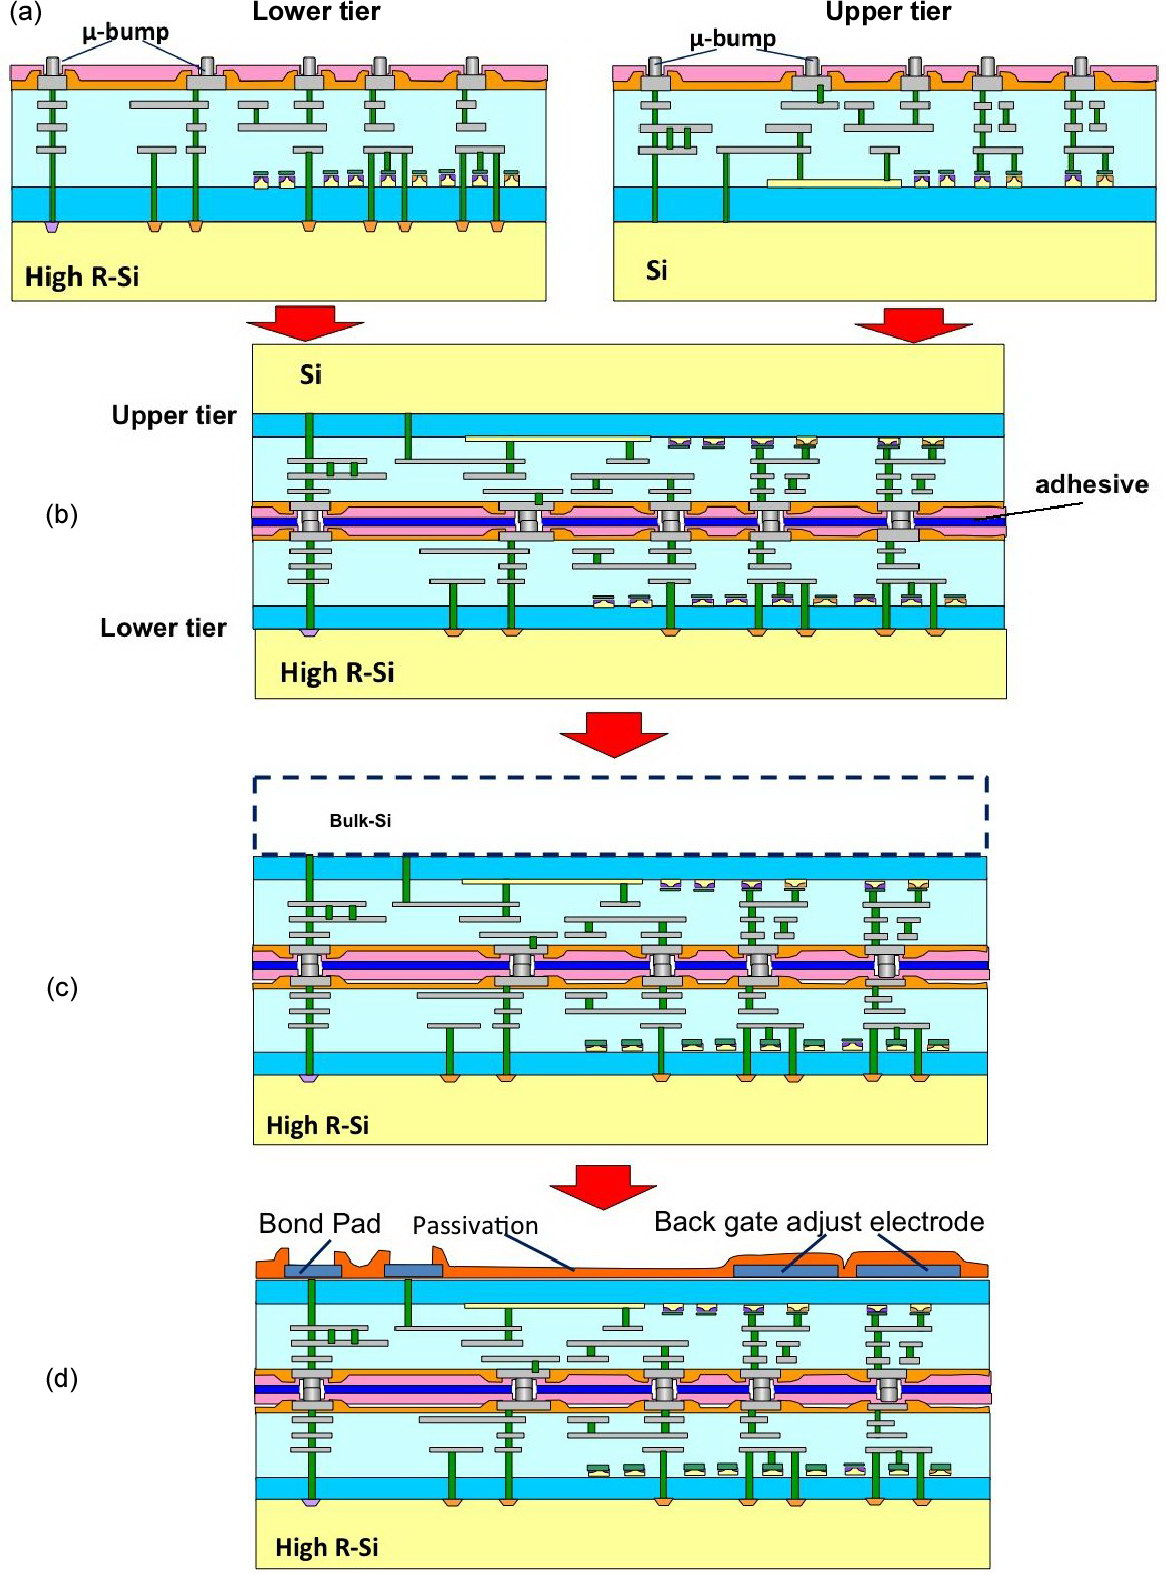 (a)
Lower tier
Upper tier
μ-bump
μ-bump
High R-Si
Si
Si
Upper tier
adhesive
(b)
Lower tier
High R-Si
Bulk-Si
(c)
High R-Si
Bond Pad
Passivation
Back gate adjust electrode
(d)
High R-Si